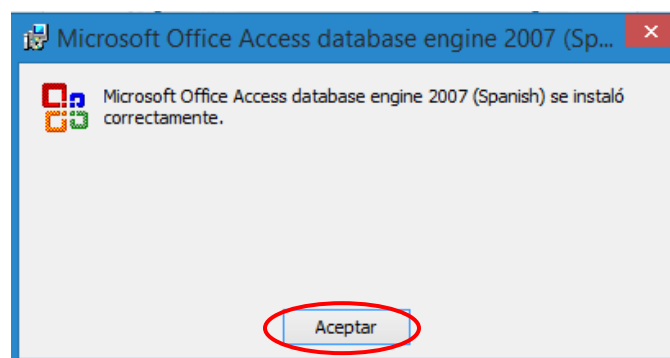 Microsoft Office Access database engine 2007 (Sp...
Microsoft Office Access database engine 2007 (Spanish) se instaló
correctamente.
Aceptar